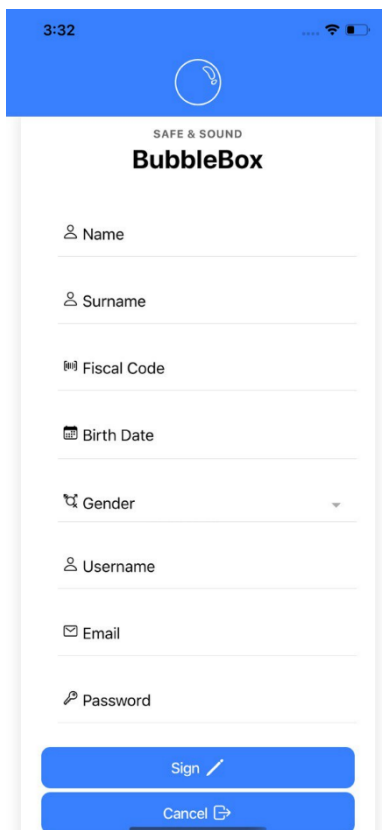 3:32
SAFE & SOUND
BubbleBox
Name
Surname
Fiscal Code
Birth Date
Gender
Username
Email
Password
Sign
Cancel